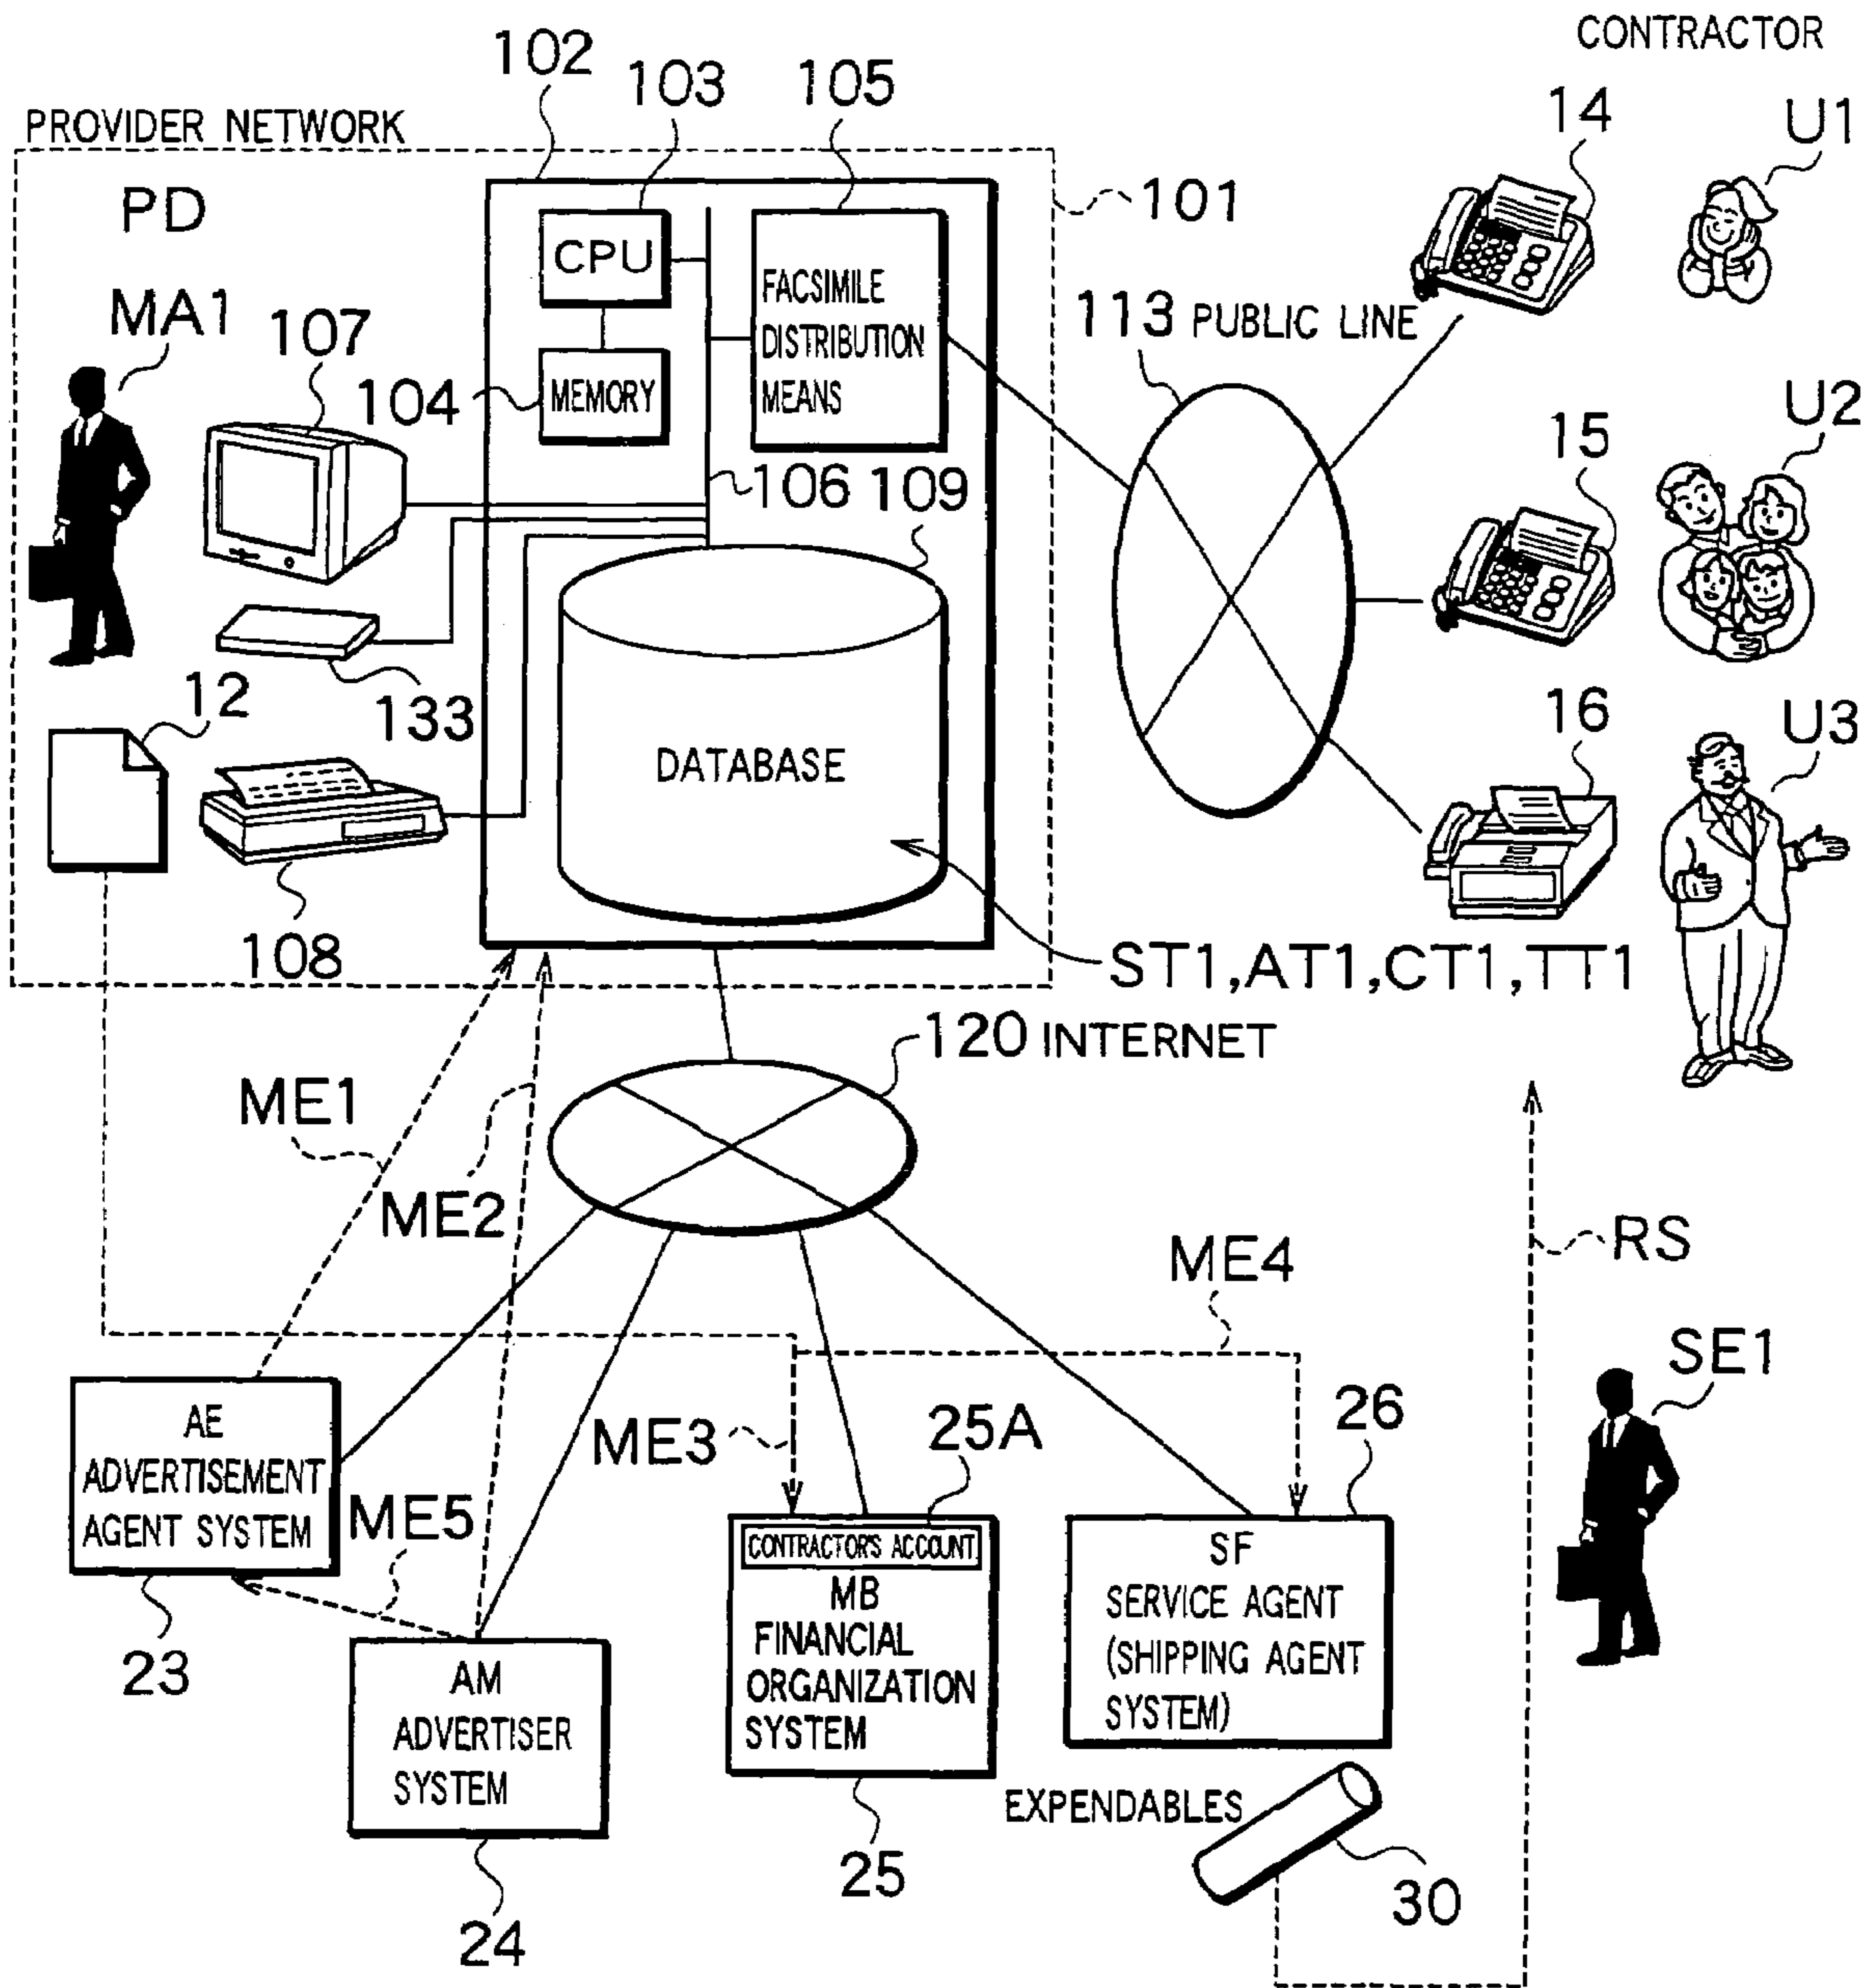 CONTRACTOR
102
103
105
14
U1
PROVIDER NETWORK
PD
101
CPU
FACSIMILE
DISTRIBUTION
MEANS
MA1
107
104
MEMORY
113 PUBLIC LINE
U2
15
106
109
133
12
16
U3
DATABASE
108
ST1,AT1,CT1,TT1
120 INTERNET
ME1
ME2
RS
ME4
SE1
AE
ADVERTISEMENT
AGENT SYSTEM
ME3
25A
26
ME5
CONTRACTOR'S ACCOUNT
MB
FINANCIAL
ORGANIZATION
SYSTEM
SF
SERVICE AGENT
(SHIPPING AGENT
SYSTEM)
23
AM
ADVERTISER
SYSTEM
EXPENDABLES
24
25
30